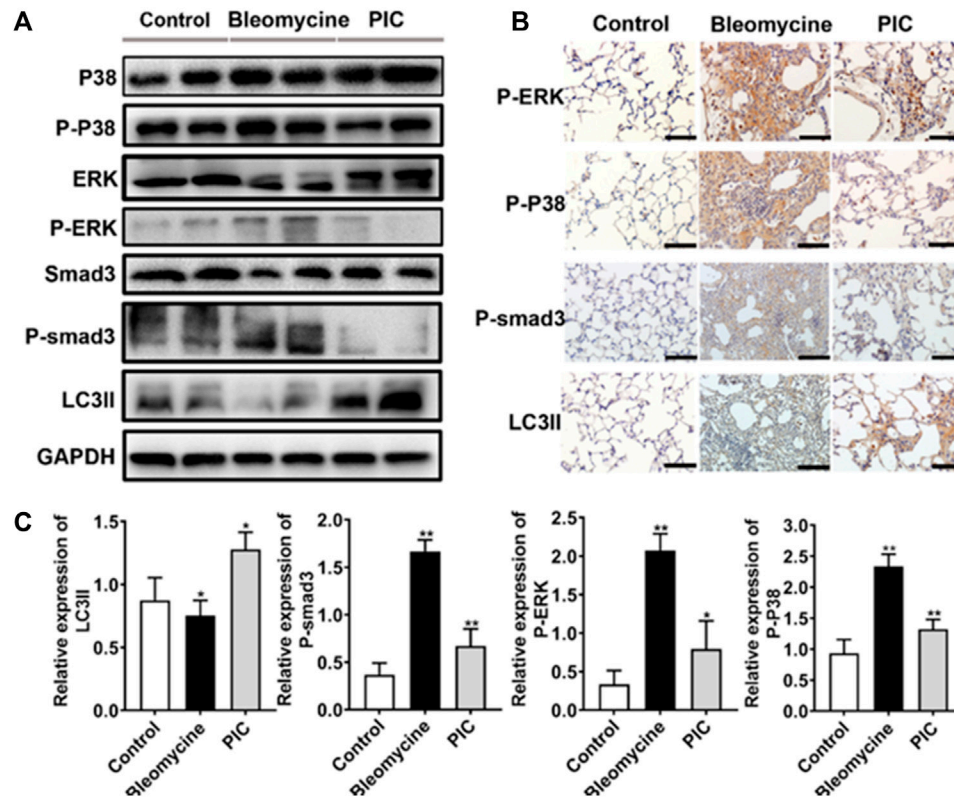 A
Control Bleomycine PIC
P38
P-P38
ERK
P-ERK
Smad3
P-smad3
LC3II
GAPDH
B
Control Bleomycine PIC
P-ERK
P-P38
P-smad3
LC3II
C
Relative expression of
LC3II
1.5
1.0
0.5
0.0
* *
Control
Bleomycine
PIC
Relative expression of
P-smad3
2.0
1.5
1.0
0.5
0.0
** **
Control
Bleomycine
PIC
Relative expression of
P-ERK
2.5
2.0
1.5
1.0
0.5
0.0
** *
Control
Bleomycine
PIC
Relative expression of
P-P38
3.0
2.5
2.0
1.5
1.0
0.5
0.0
** **
Control
Bleomycine
PIC